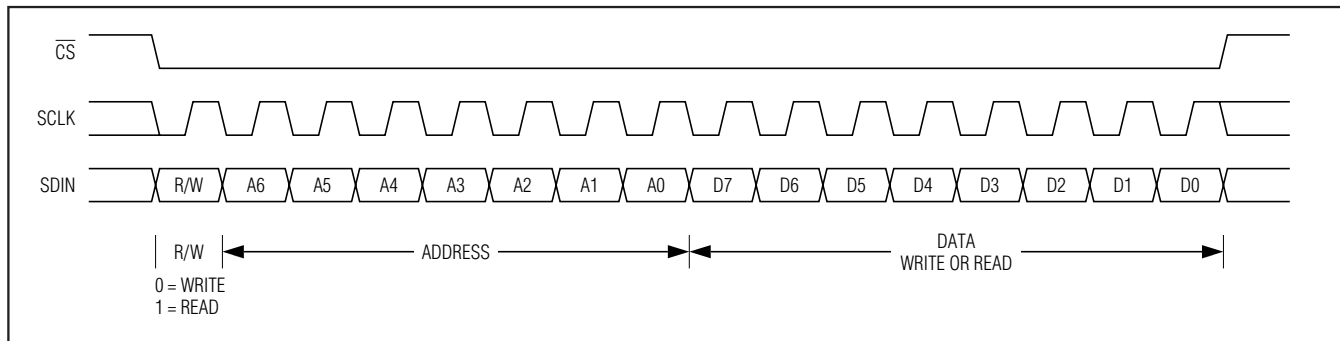 CS
SCLK
SDIN R/W A6 A5 A4 A3 A2 A1 A0 D7 D6 D5 D4 D3 D2 D1 D0
R/W ADDRESS DATA
WRITE OR READ
0 = WRITE
1 = READ